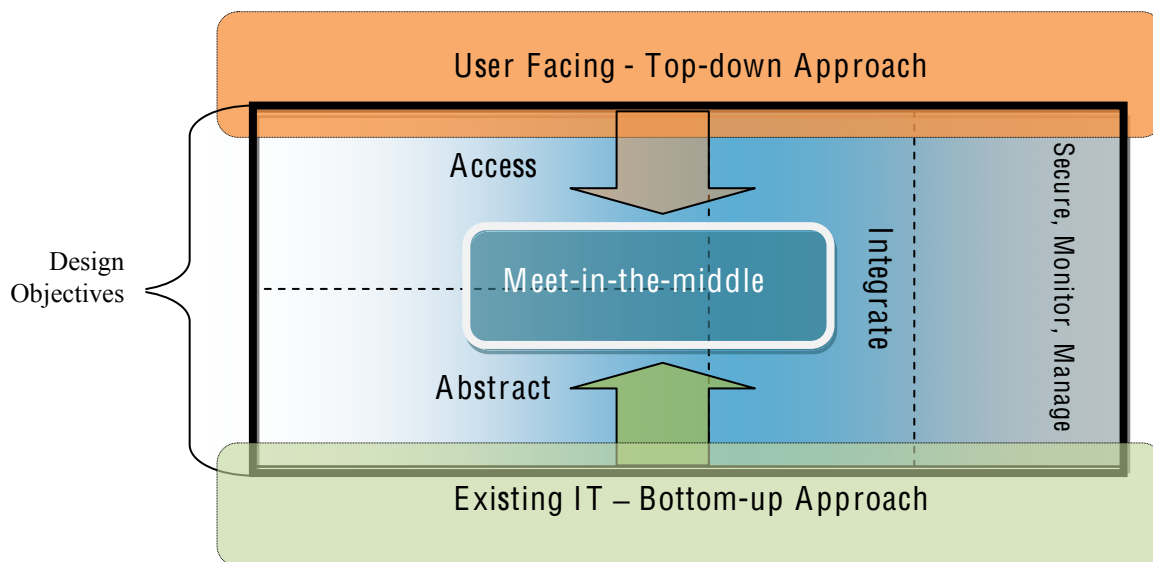 User Facing - Top-down Approach
Access
Secure, Monitor, Manage
Integrate
Meet-in-the-middle
Design
Objectives
Abstract
Existing IT – Bottom-up Approach